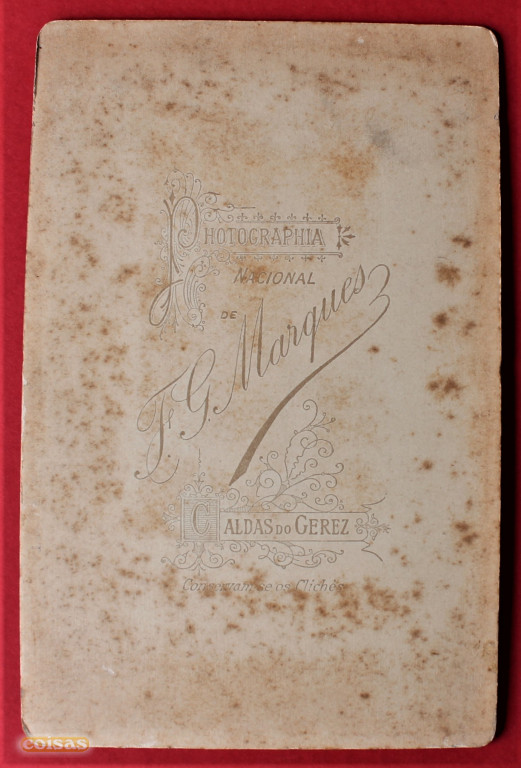 PHOTOGRAPHIA
NACIONAL
DE
F. G. Marques
CALDAS DO GEREZ
Conservam-se os Clichés
coisas